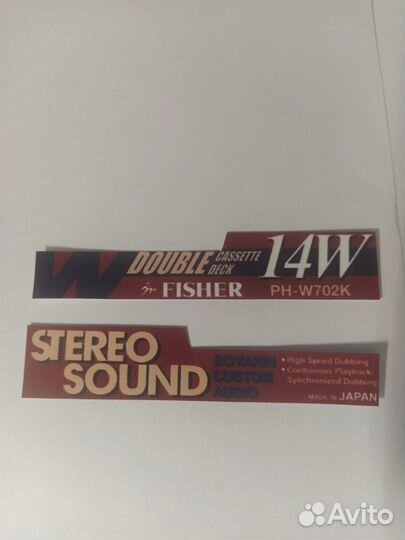 W DOUBLE CASSETTE DECK 14W
FISHER PH-W702K
STEREO SOUND
BOYARIN CUSTOM AUDIO
• High Speed Dubbing
• Continuous Playback/
Synchronized Dubbing
MADE IN JAPAN
Avito